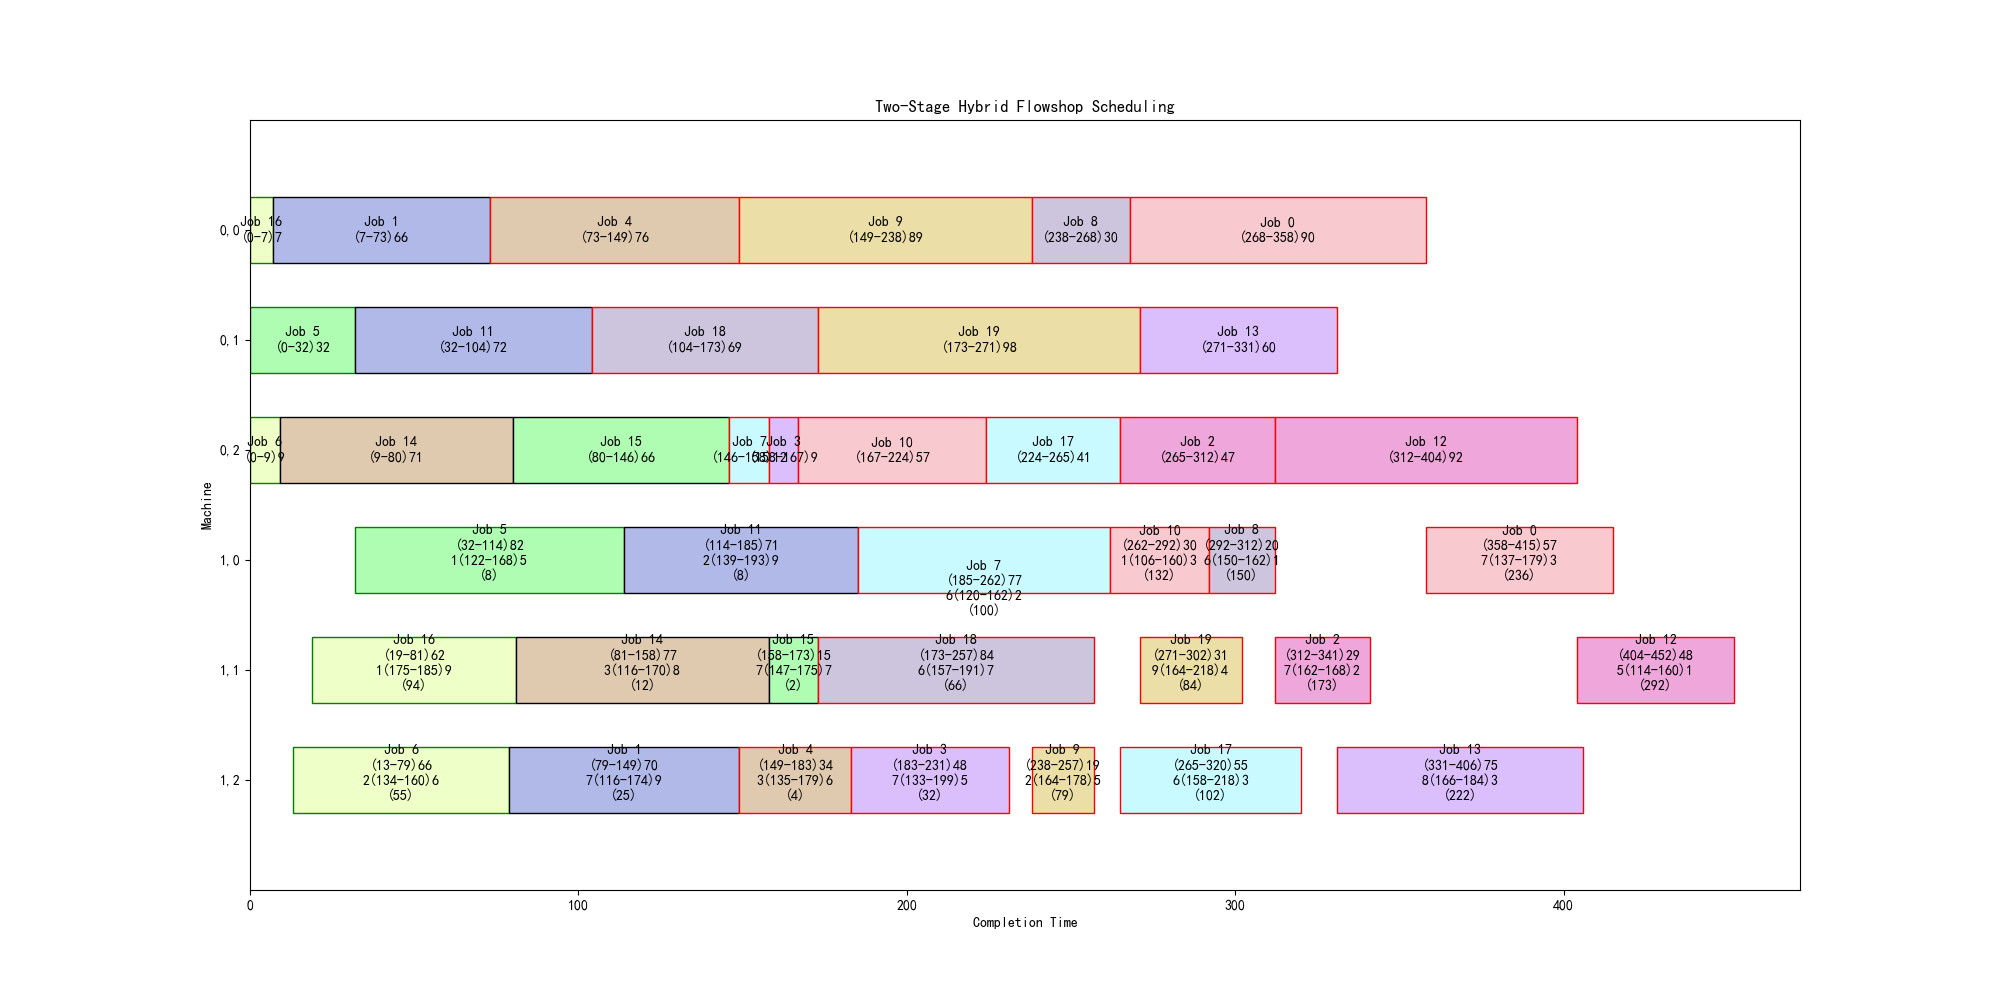 Two-Stage Hybrid Flowshop Scheduling
Machine
0,0
Job 16
(0-7)7
Job 1
(7-73)66
Job 4
(73-149)76
Job 9
(149-238)89
Job 8
(238-268)30
Job 0
(268-358)90
0,1
Job 5
(0-32)32
Job 11
(32-104)72
Job 18
(104-173)69
Job 19
(173-271)98
Job 13
(271-331)60
0,2
Job 6
(0-9)9
Job 14
(9-80)71
Job 15
(80-146)66
Job 7
(146-158)12
Job 3
(158-167)9
Job 10
(167-224)57
Job 17
(224-265)41
Job 2
(265-312)47
Job 12
(312-404)92
1,0
Job 5
(32-114)82
1(122-168)5
(8)
Job 11
(114-185)71
2(139-193)9
(8)
Job 7
(185-262)77
6(120-162)2
(100)
Job 10
(262-292)30
1(106-160)3
(132)
Job 8
(292-312)20
6(150-162)1
(150)
Job 0
(358-415)57
7(137-179)3
(236)
1,1
Job 16
(19-81)62
1(175-185)9
(94)
Job 14
(81-158)77
3(116-170)8
(12)
Job 15
(158-173)15
7(147-175)7
(2)
Job 18
(173-257)84
6(157-191)7
(66)
Job 19
(271-302)31
9(164-218)4
(84)
Job 2
(312-341)29
7(162-168)2
(173)
Job 12
(404-452)48
5(114-160)1
(292)
1,2
Job 6
(13-79)66
2(134-160)6
(55)
Job 1
(79-149)70
7(116-174)9
(25)
Job 4
(149-183)34
3(135-179)6
(4)
Job 3
(183-231)48
7(133-199)5
(32)
Job 9
(238-257)19
2(164-178)5
(79)
Job 17
(265-320)55
6(158-218)3
(102)
Job 13
(331-406)75
8(166-184)3
(222)
0
100
200
300
400
Completion Time